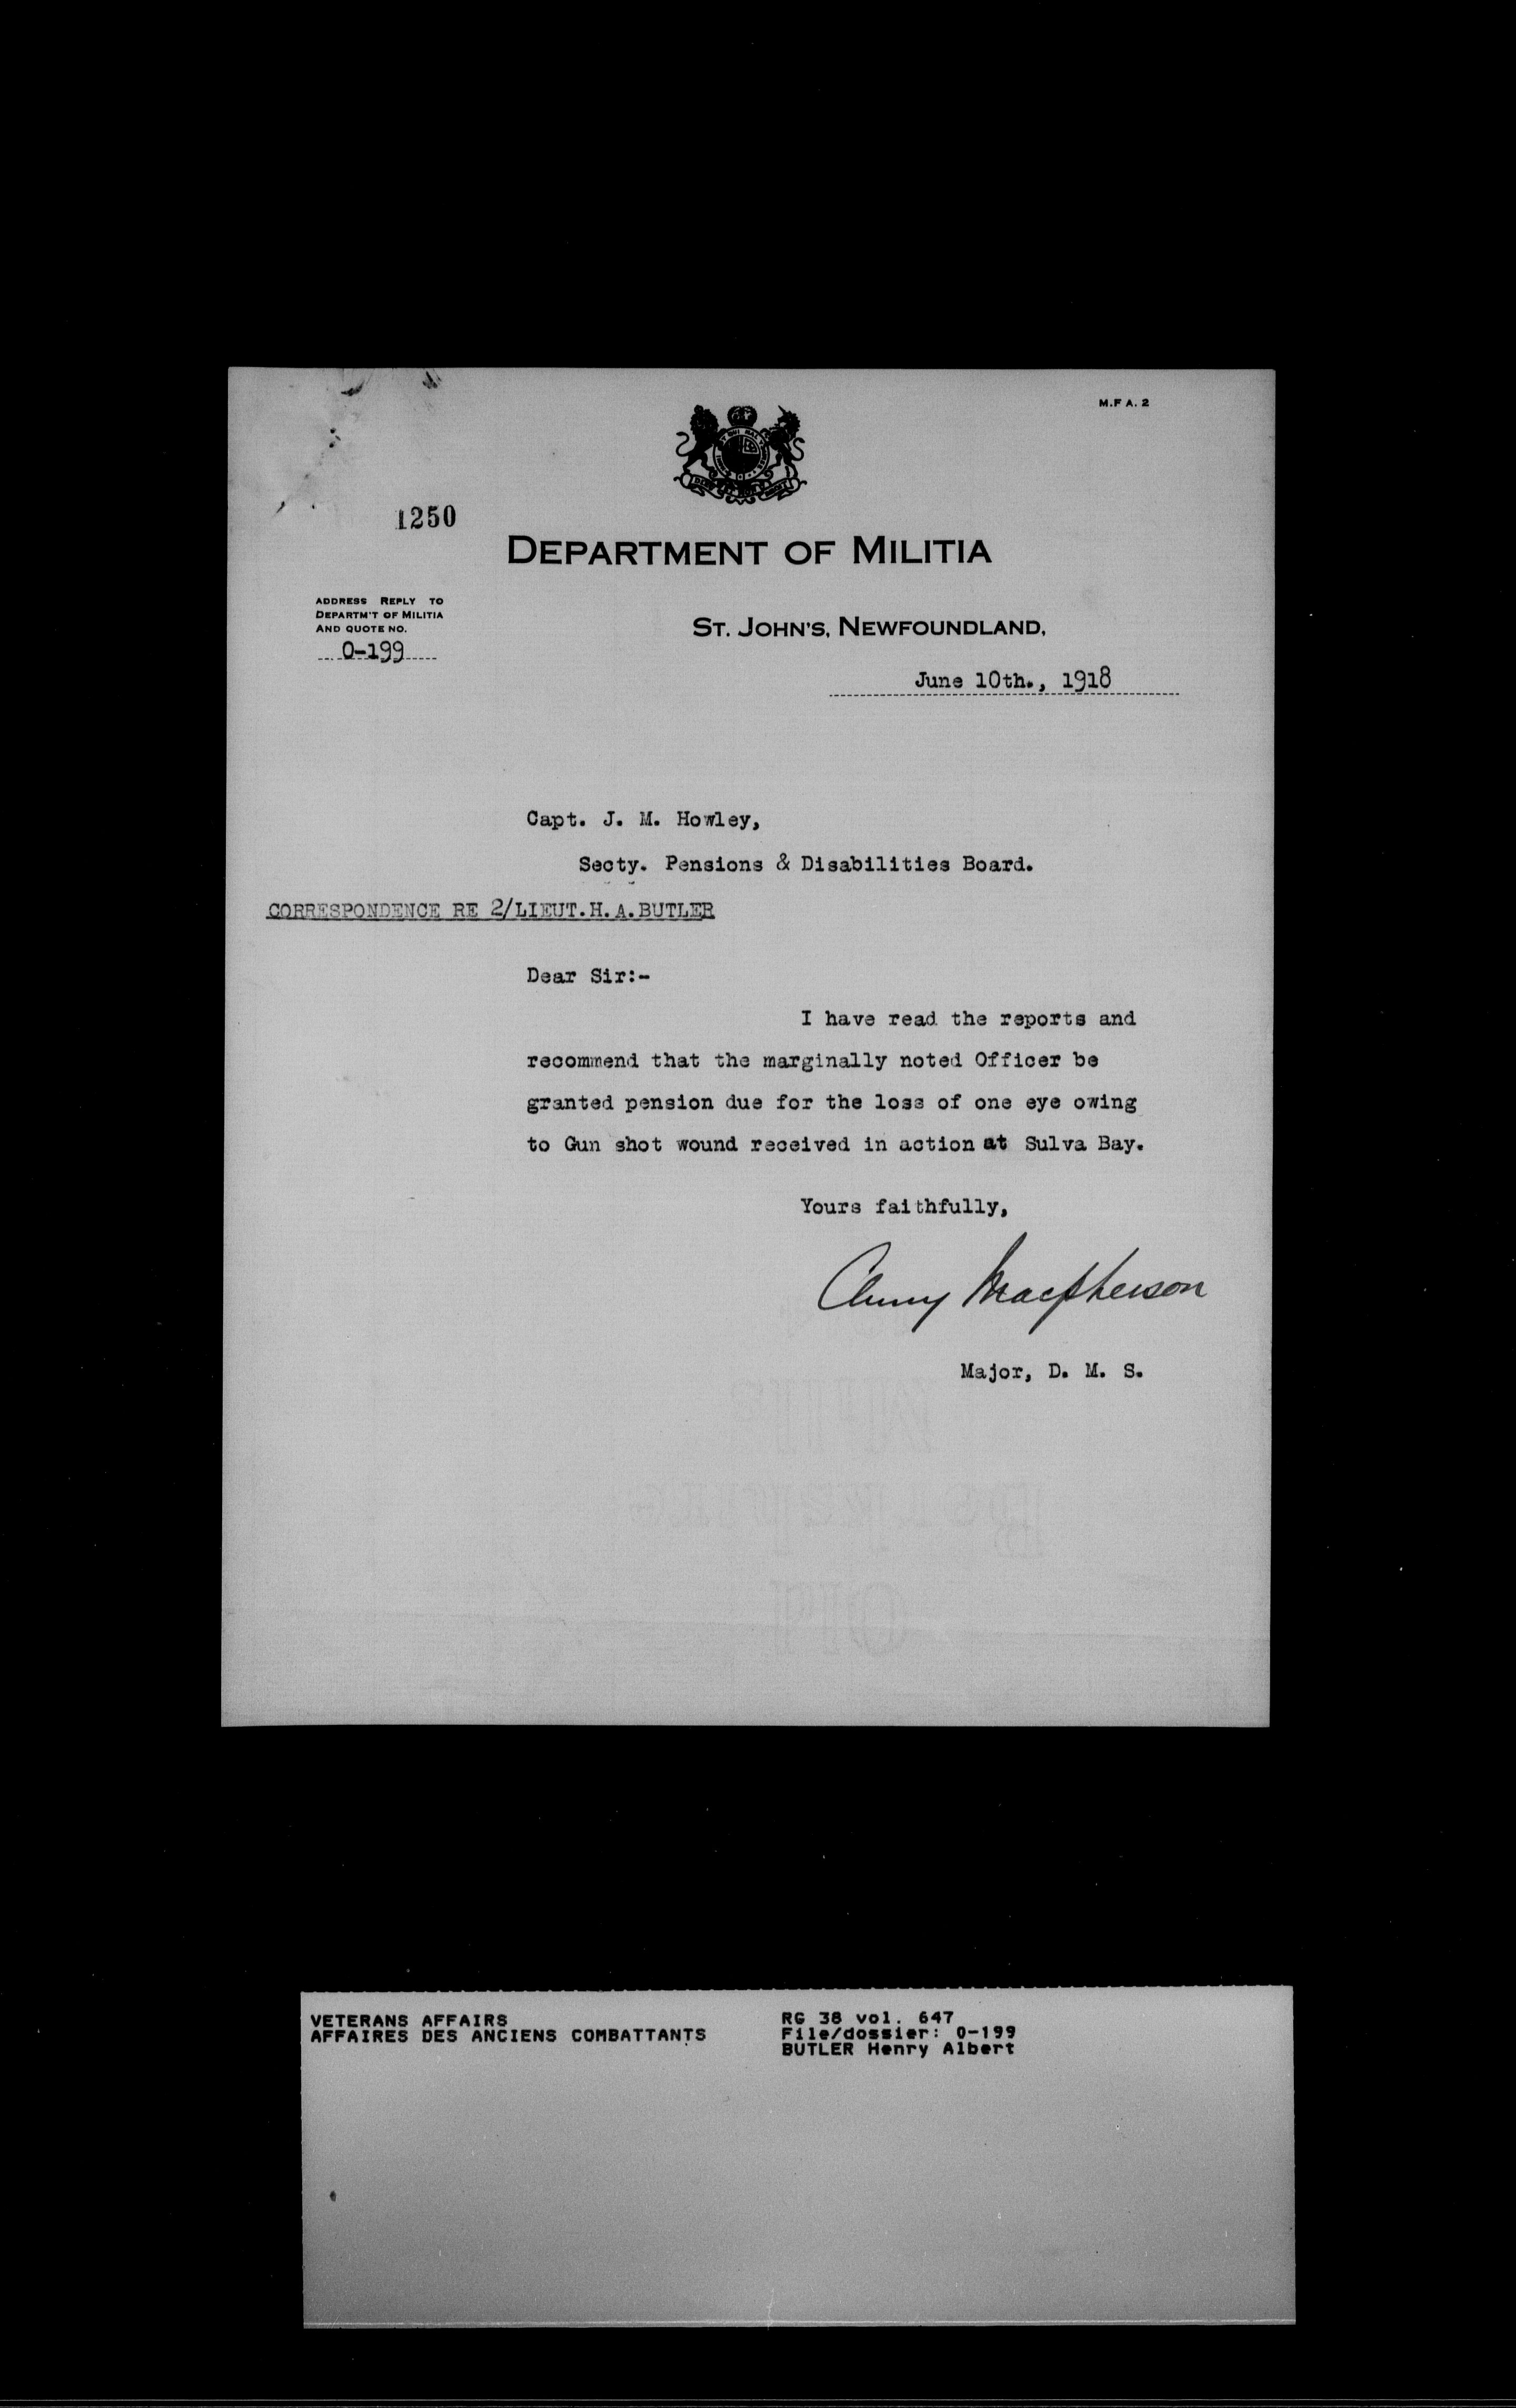 M.F A. 2
1250
DEPARTMENT OF MILITIA
ADDRESS REPLY TO
DEPARTM'T OF MILITIA
AND QUOTE NO.
0-199
ST. JOHN'S, NEWFOUNDLAND,
June 10th., 1918
Capt. J. M. Howley,
Secty. Pensions & Disabilities Board.
CORRESPONDENCE RE 2/LIEUT.H.A.BUTLER
Dear Sir:-
I have read the reports and
recommend that the marginally noted Officer be
granted pension due for the loss of one eye owing
to Gun shot wound received in action at Sulva Bay.
Yours faithfully,
Cluny Macpherson
Major, D. M. S.
VETERANS AFFAIRS
AFFAIRES DES ANCIENS COMBATTANTS
RG 38 vol. 647
File/dossier: 0-199
BUTLER Henry Albert